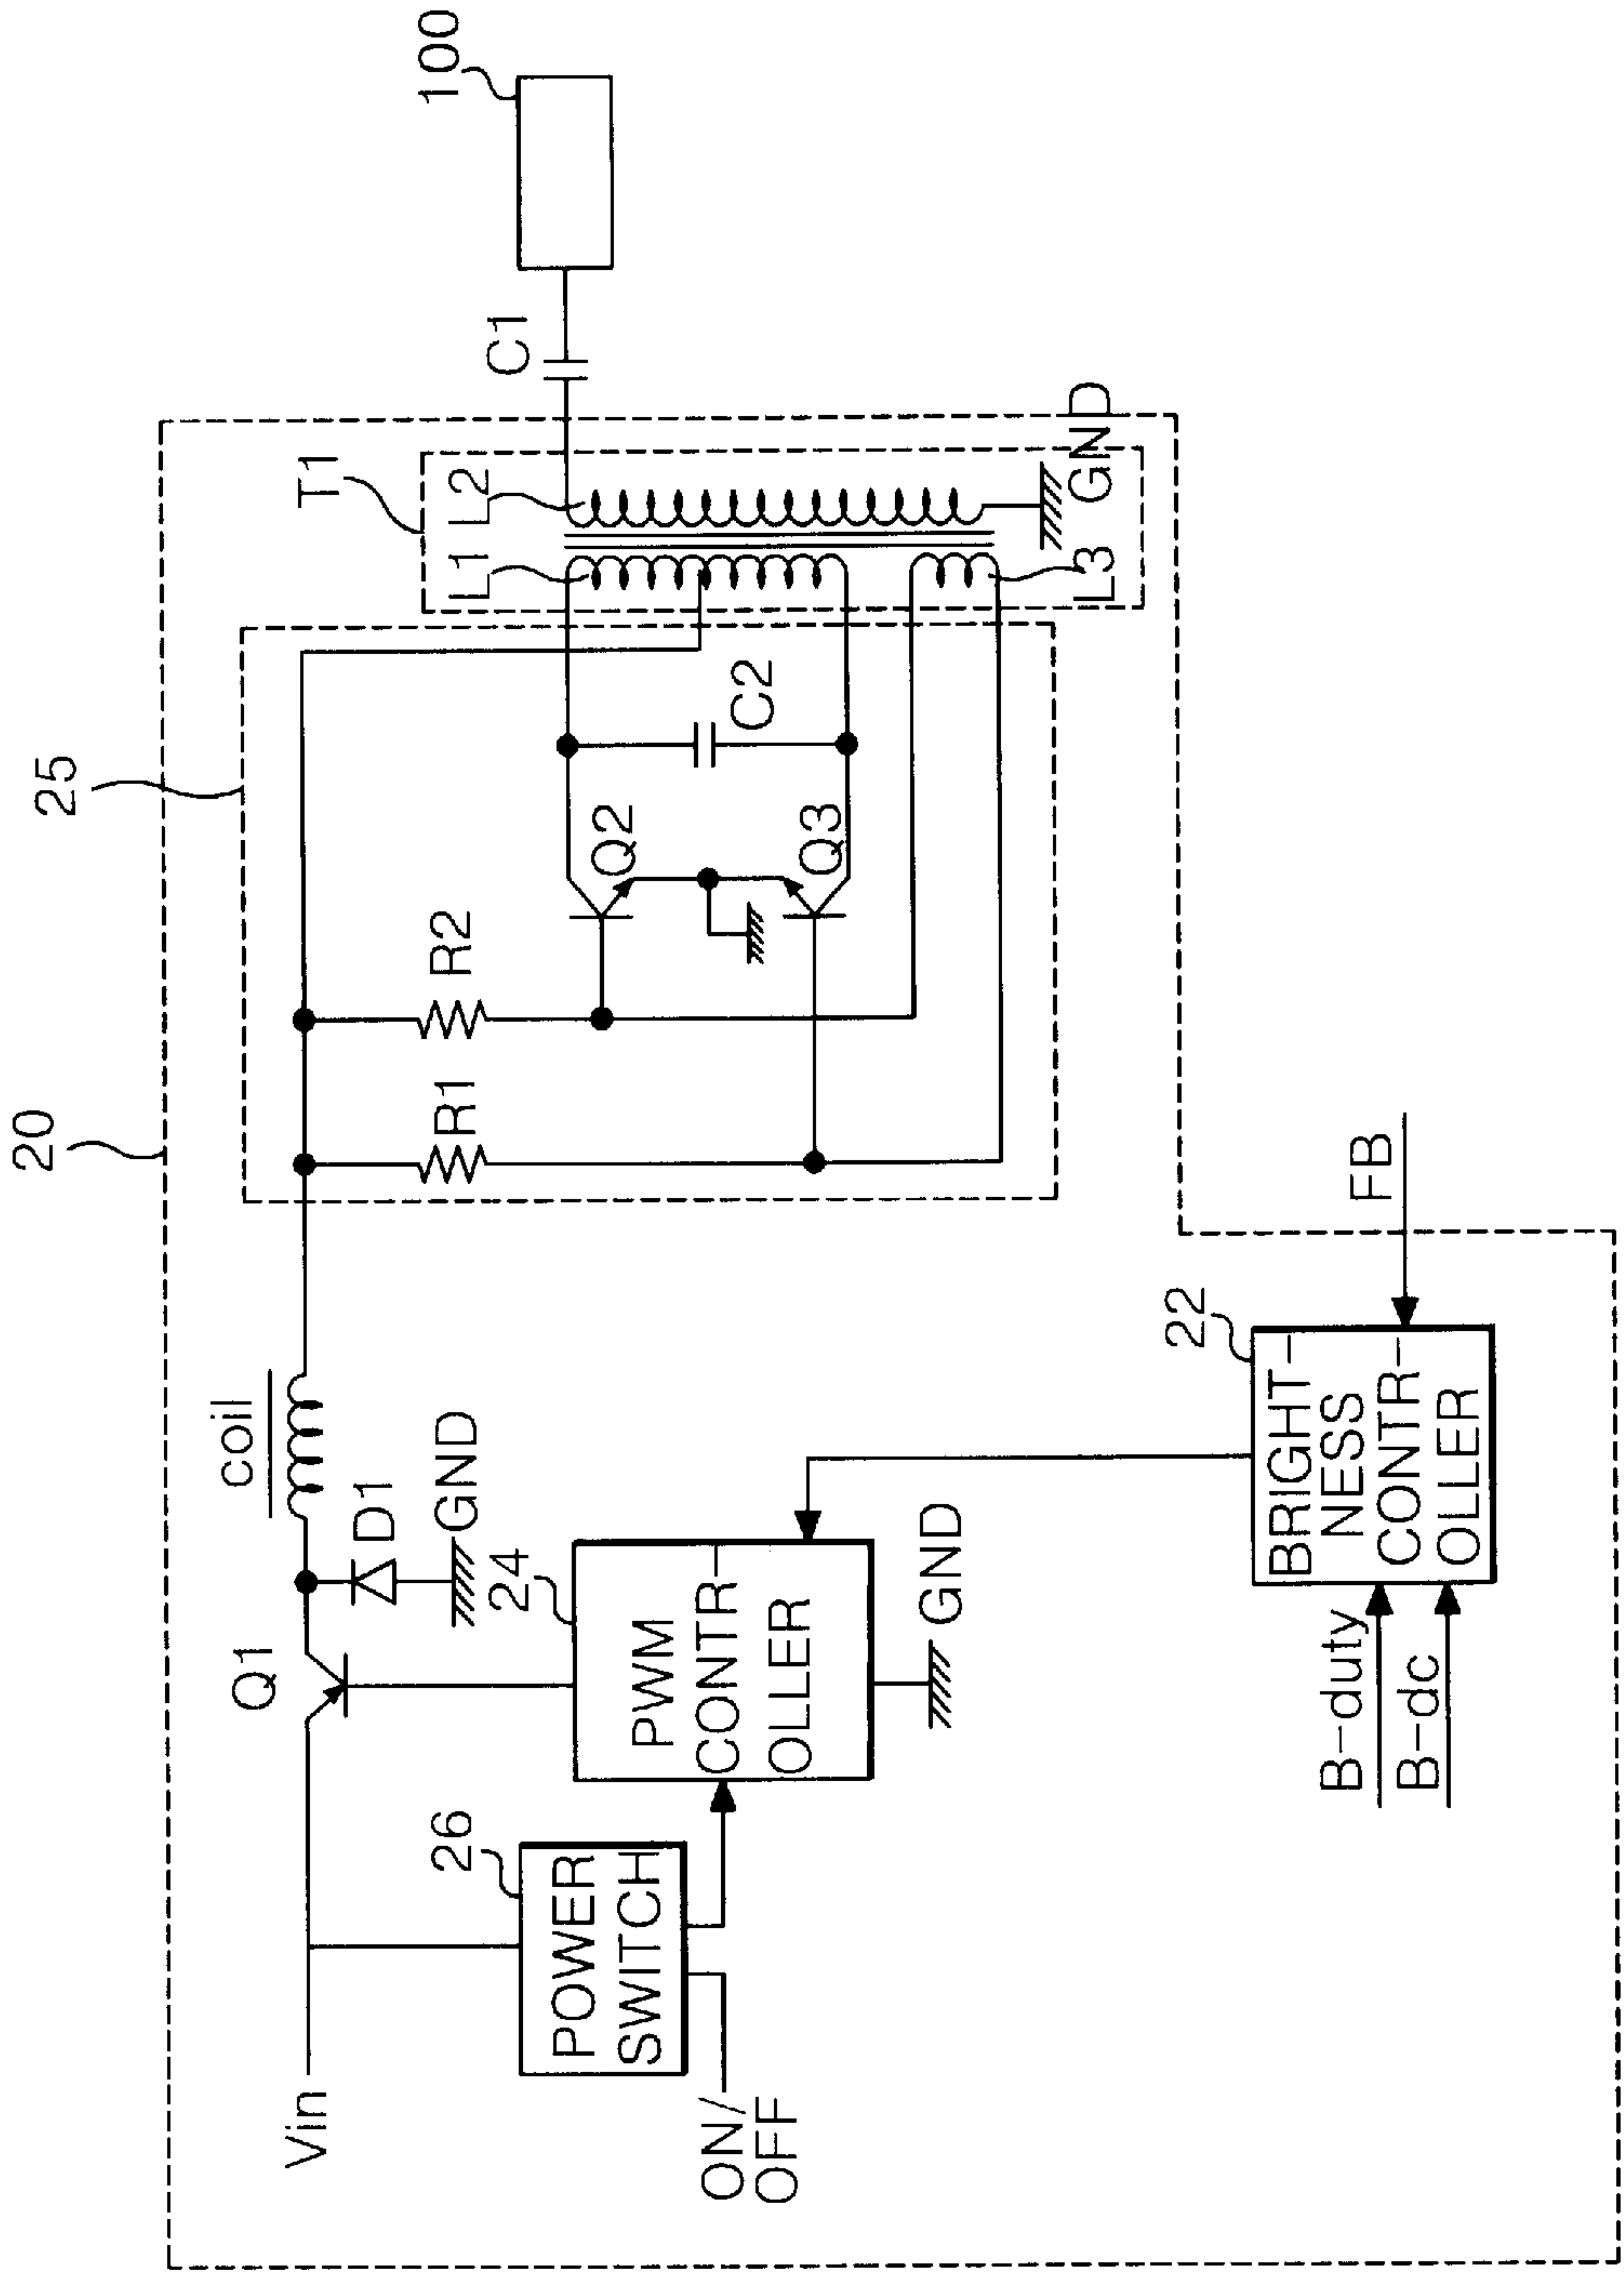 20
25
T1
100
Vin
Q1
coil
D1
GND
R1
R2
Q2
Q3
C2
L1
L2
L3
GND
C1
26
POWER
SWITCH
ON/
OFF
24
PWM
CONTR–
OLLER
GND
22
BRIGHT–
NESS
CONTR–
OLLER
B–duty
B–dc
FB